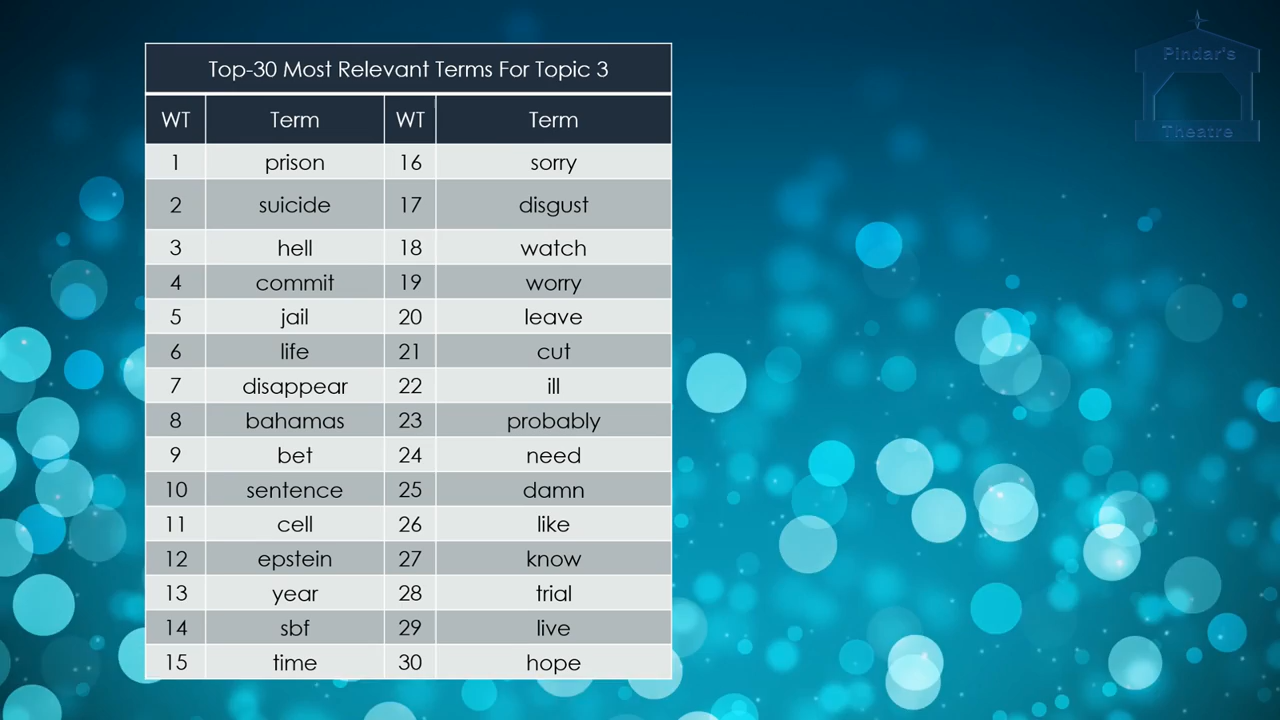 Top-30 Most Relevant Terms For Topic 3
WT Term WT Term
1 prison 16 sorry
2 suicide 17 disgust
3 hell 18 watch
4 commit 19 worry
5 jail 20 leave
6 life 21 cut
7 disappear 22 ill
8 bahamas 23 probably
9 bet 24 need
10 sentence 25 damn
11 cell 26 like
12 epstein 27 know
13 year 28 trial
14 sbf 29 live
15 time 30 hope
Pindar's
Theatre